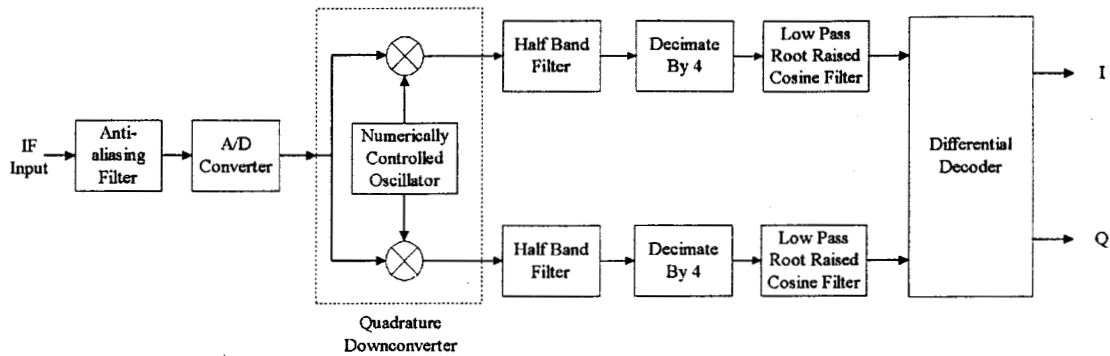 IF
Input
Anti-
aliasing
Filter
A/D
Converter
Numerically
Controlled
Oscillator
Quadrature
Downconverter
Half Band
Filter
Decimate
By 4
Low Pass
Root Raised
Cosine Filter
Half Band
Filter
Decimate
By 4
Low Pass
Root Raised
Cosine Filter
Differential
Decoder
I
Q